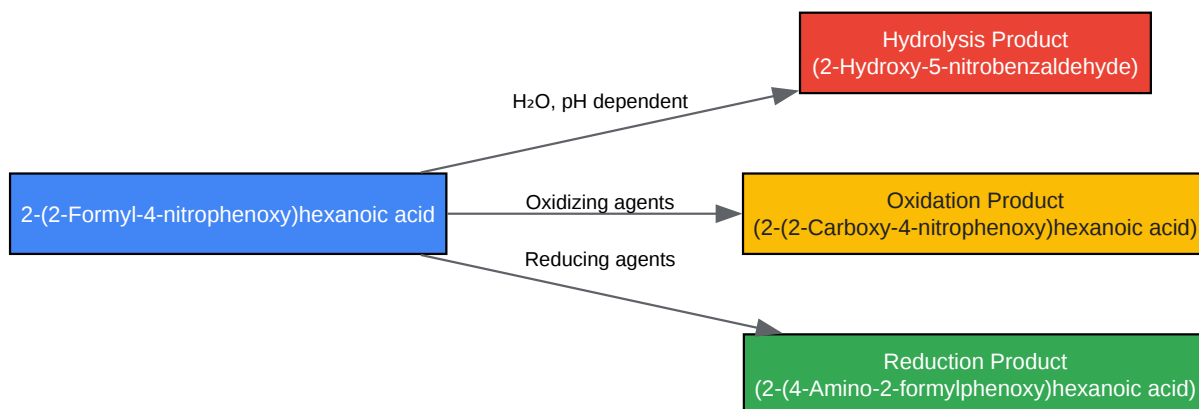 Hydrolysis Product
(2-Hydroxy-5-nitrobenzaldehyde)
H₂O, pH dependent
2-(2-Formyl-4-nitrophenoxy)hexanoic acid
Oxidizing agents
Oxidation Product
(2-(2-Carboxy-4-nitrophenoxy)hexanoic acid)
Reducing agents
Reduction Product
(2-(4-Amino-2-formylphenoxy)hexanoic acid)